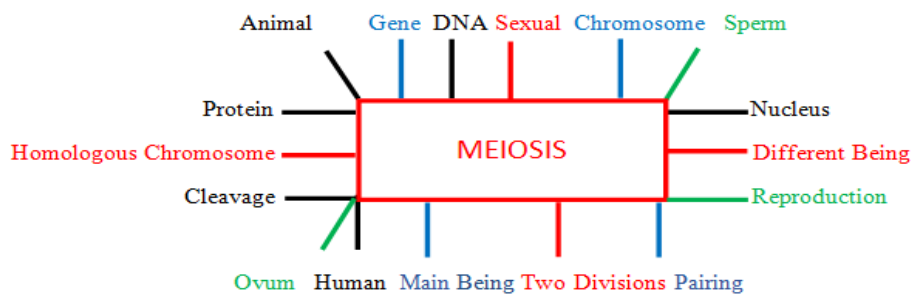 Animal Gene DNA Sexual Chromosome Sperm
Protein Nucleus
Homologous Chromosome MEIOSIS Different Being
Cleavage Reproduction
Ovum Human Main Being Two Divisions Pairing